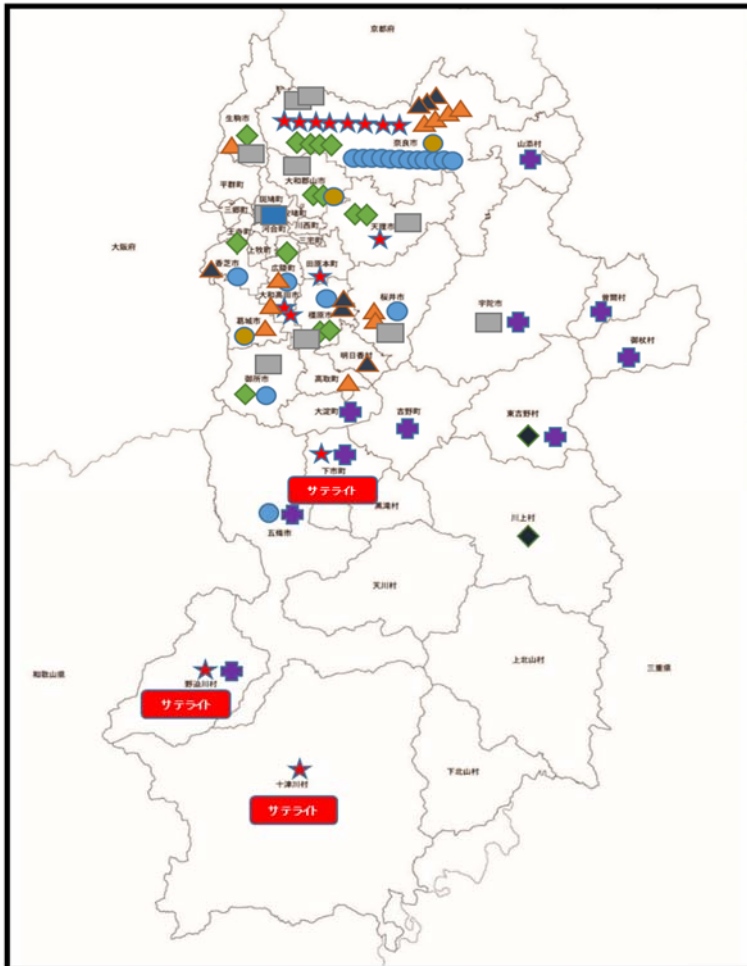 京都府
生駒市
奈良市
山添村
大和郡山市
平群町
斑鳩町
三郷町
安堵町
川西町
天理市
河合町
王寺町
三宅町
大阪府
上牧町
広陵町
田原本町
香芝市
大和高田市
桜井市
宇陀市
曽爾村
葛城市
橿原市
御杖村
明日香村
御所市
高取町
大淀町
吉野町
東吉野村
下市町
サテライト
黒滝村
川上村
五條市
天川村
上北山村
和歌山県
三重県
野迫川村
サテライト
十津川村
下北山村
サテライト